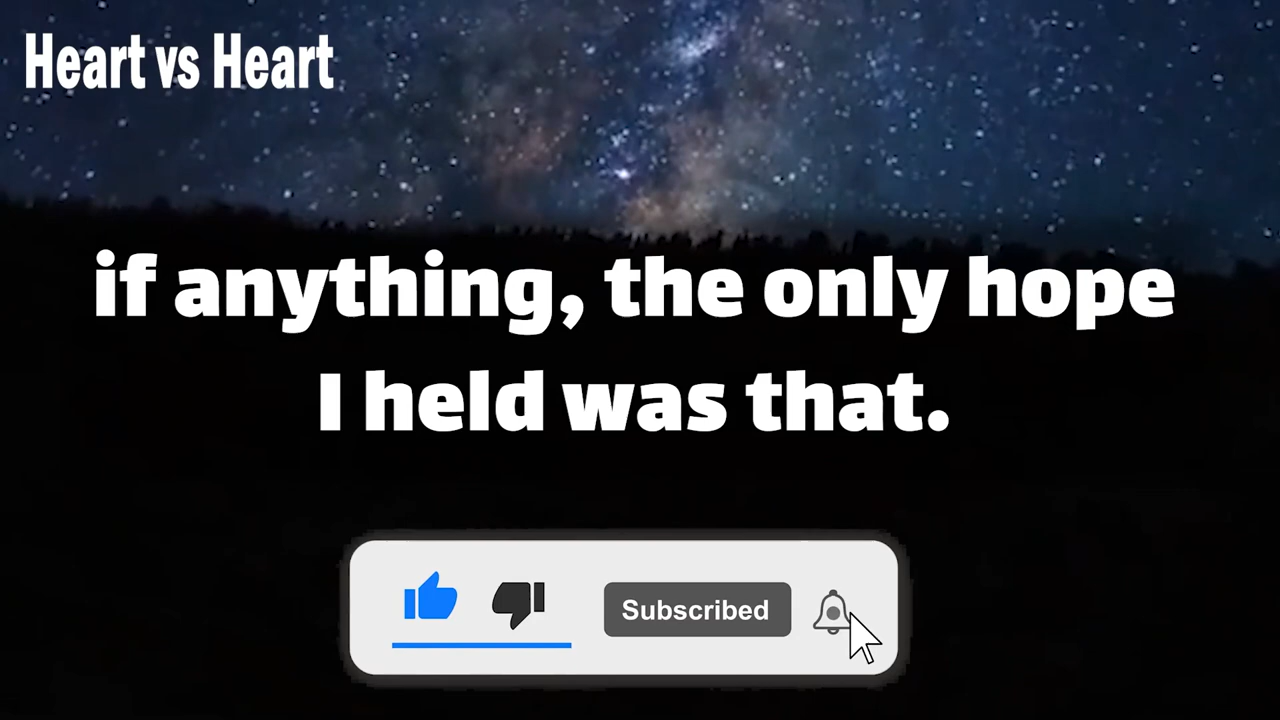 Heart vs Heart
if anything, the only hope
I held was that.
Subscribed